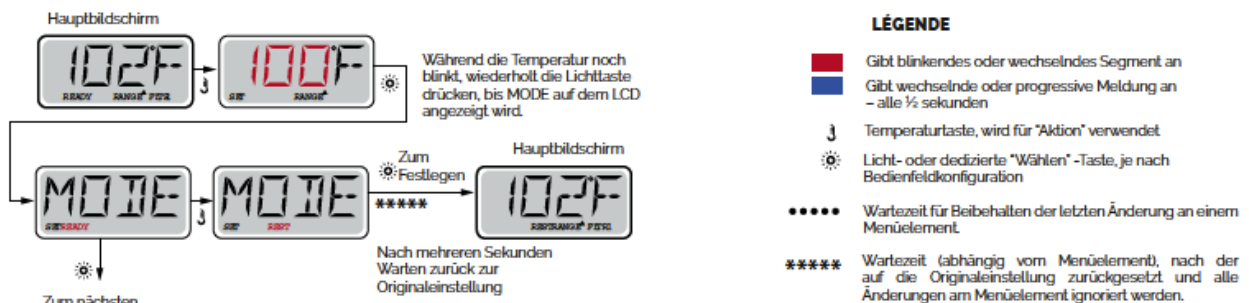 Hauptbildschirm
102°F
READY RANGE FILTR
100°F
SET RANGE
Während die Temperatur noch
blinkt, wiederholt die Lichttaste
drücken, bis MODE auf dem LCD
angezeigt wird.
MODE
SET READY
MODE
SET REST
Zum
Festlegen
*****
Hauptbildschirm
102°F
REST RANGE FILTR
Nach mehreren Sekunden
Warten zurück zur
Originaleinstellung
Zum nächsten
LÉGENDE
Gibt blinkendes oder wechselndes Segment an
Gibt wechselnde oder progressive Meldung an
– alle ½ sekunden
Temperaturtaste, wird für "Aktion" verwendet
Licht- oder dedizierte "Wählen" -Taste, je nach
Bedienfeldkonfiguration
••••• Wartezeit für Beibehalten der letzten Änderung an einem
Menüelement.
***** Wartezeit (abhängig vom Menüelement), nach der
auf die Originaleinstellung zurückgesetzt und alle
Änderungen am Menüelement ignoriert werden.